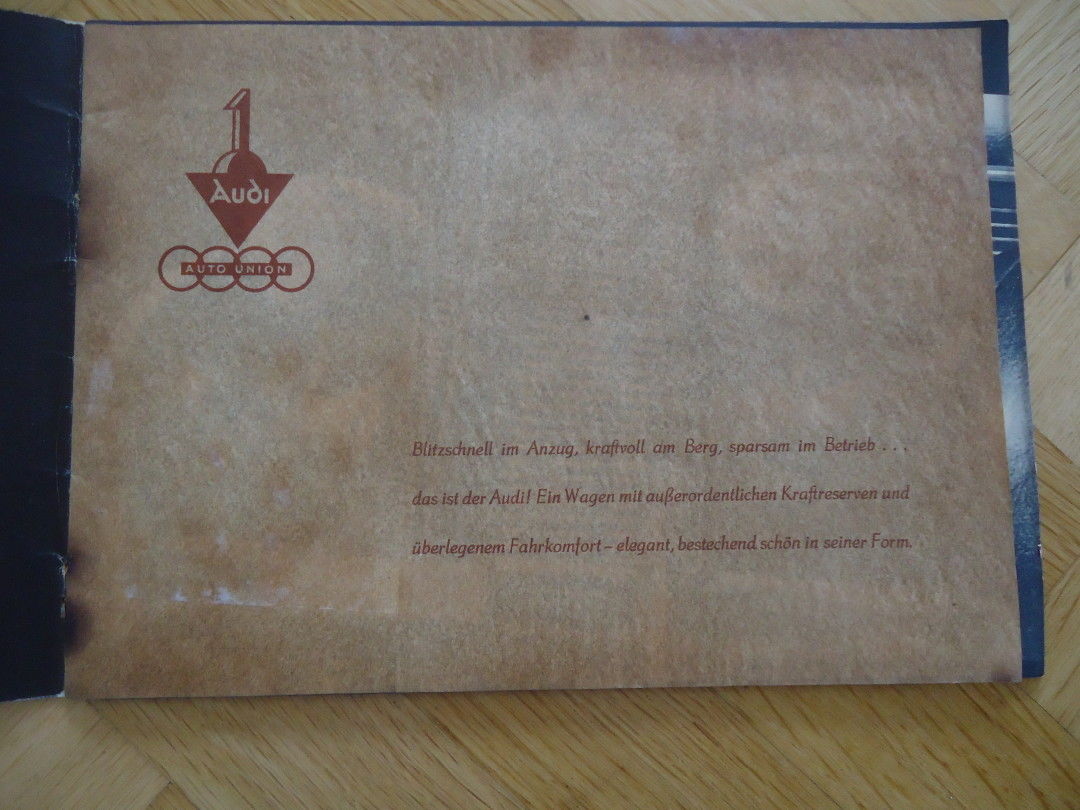 1
Audi
AUTO UNION
Blitzschnell im Anzug, kraftvoll am Berg, sparsam im Betrieb . . .
das ist der Audi! Ein Wagen mit außerordentlichen Kraftreserven und
überlegenem Fahrkomfort – elegant, bestechend schön in seiner Form.